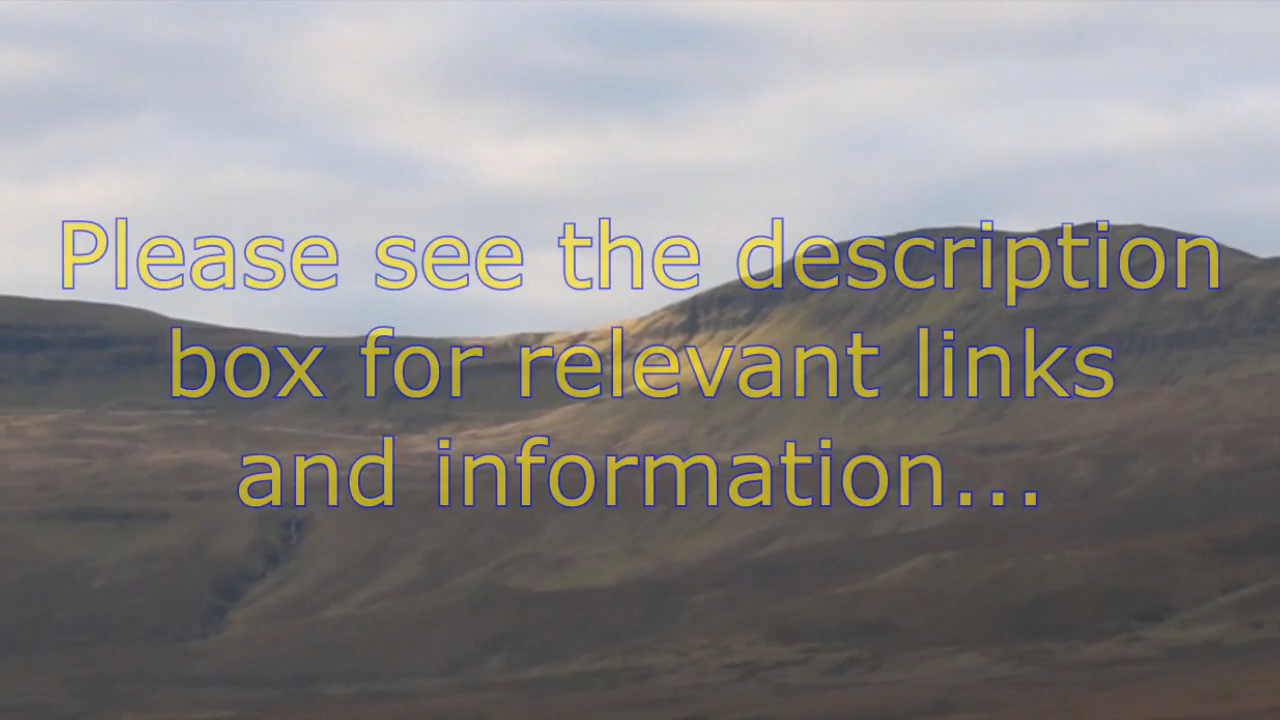 Please see the description
box for relevant links
and information...